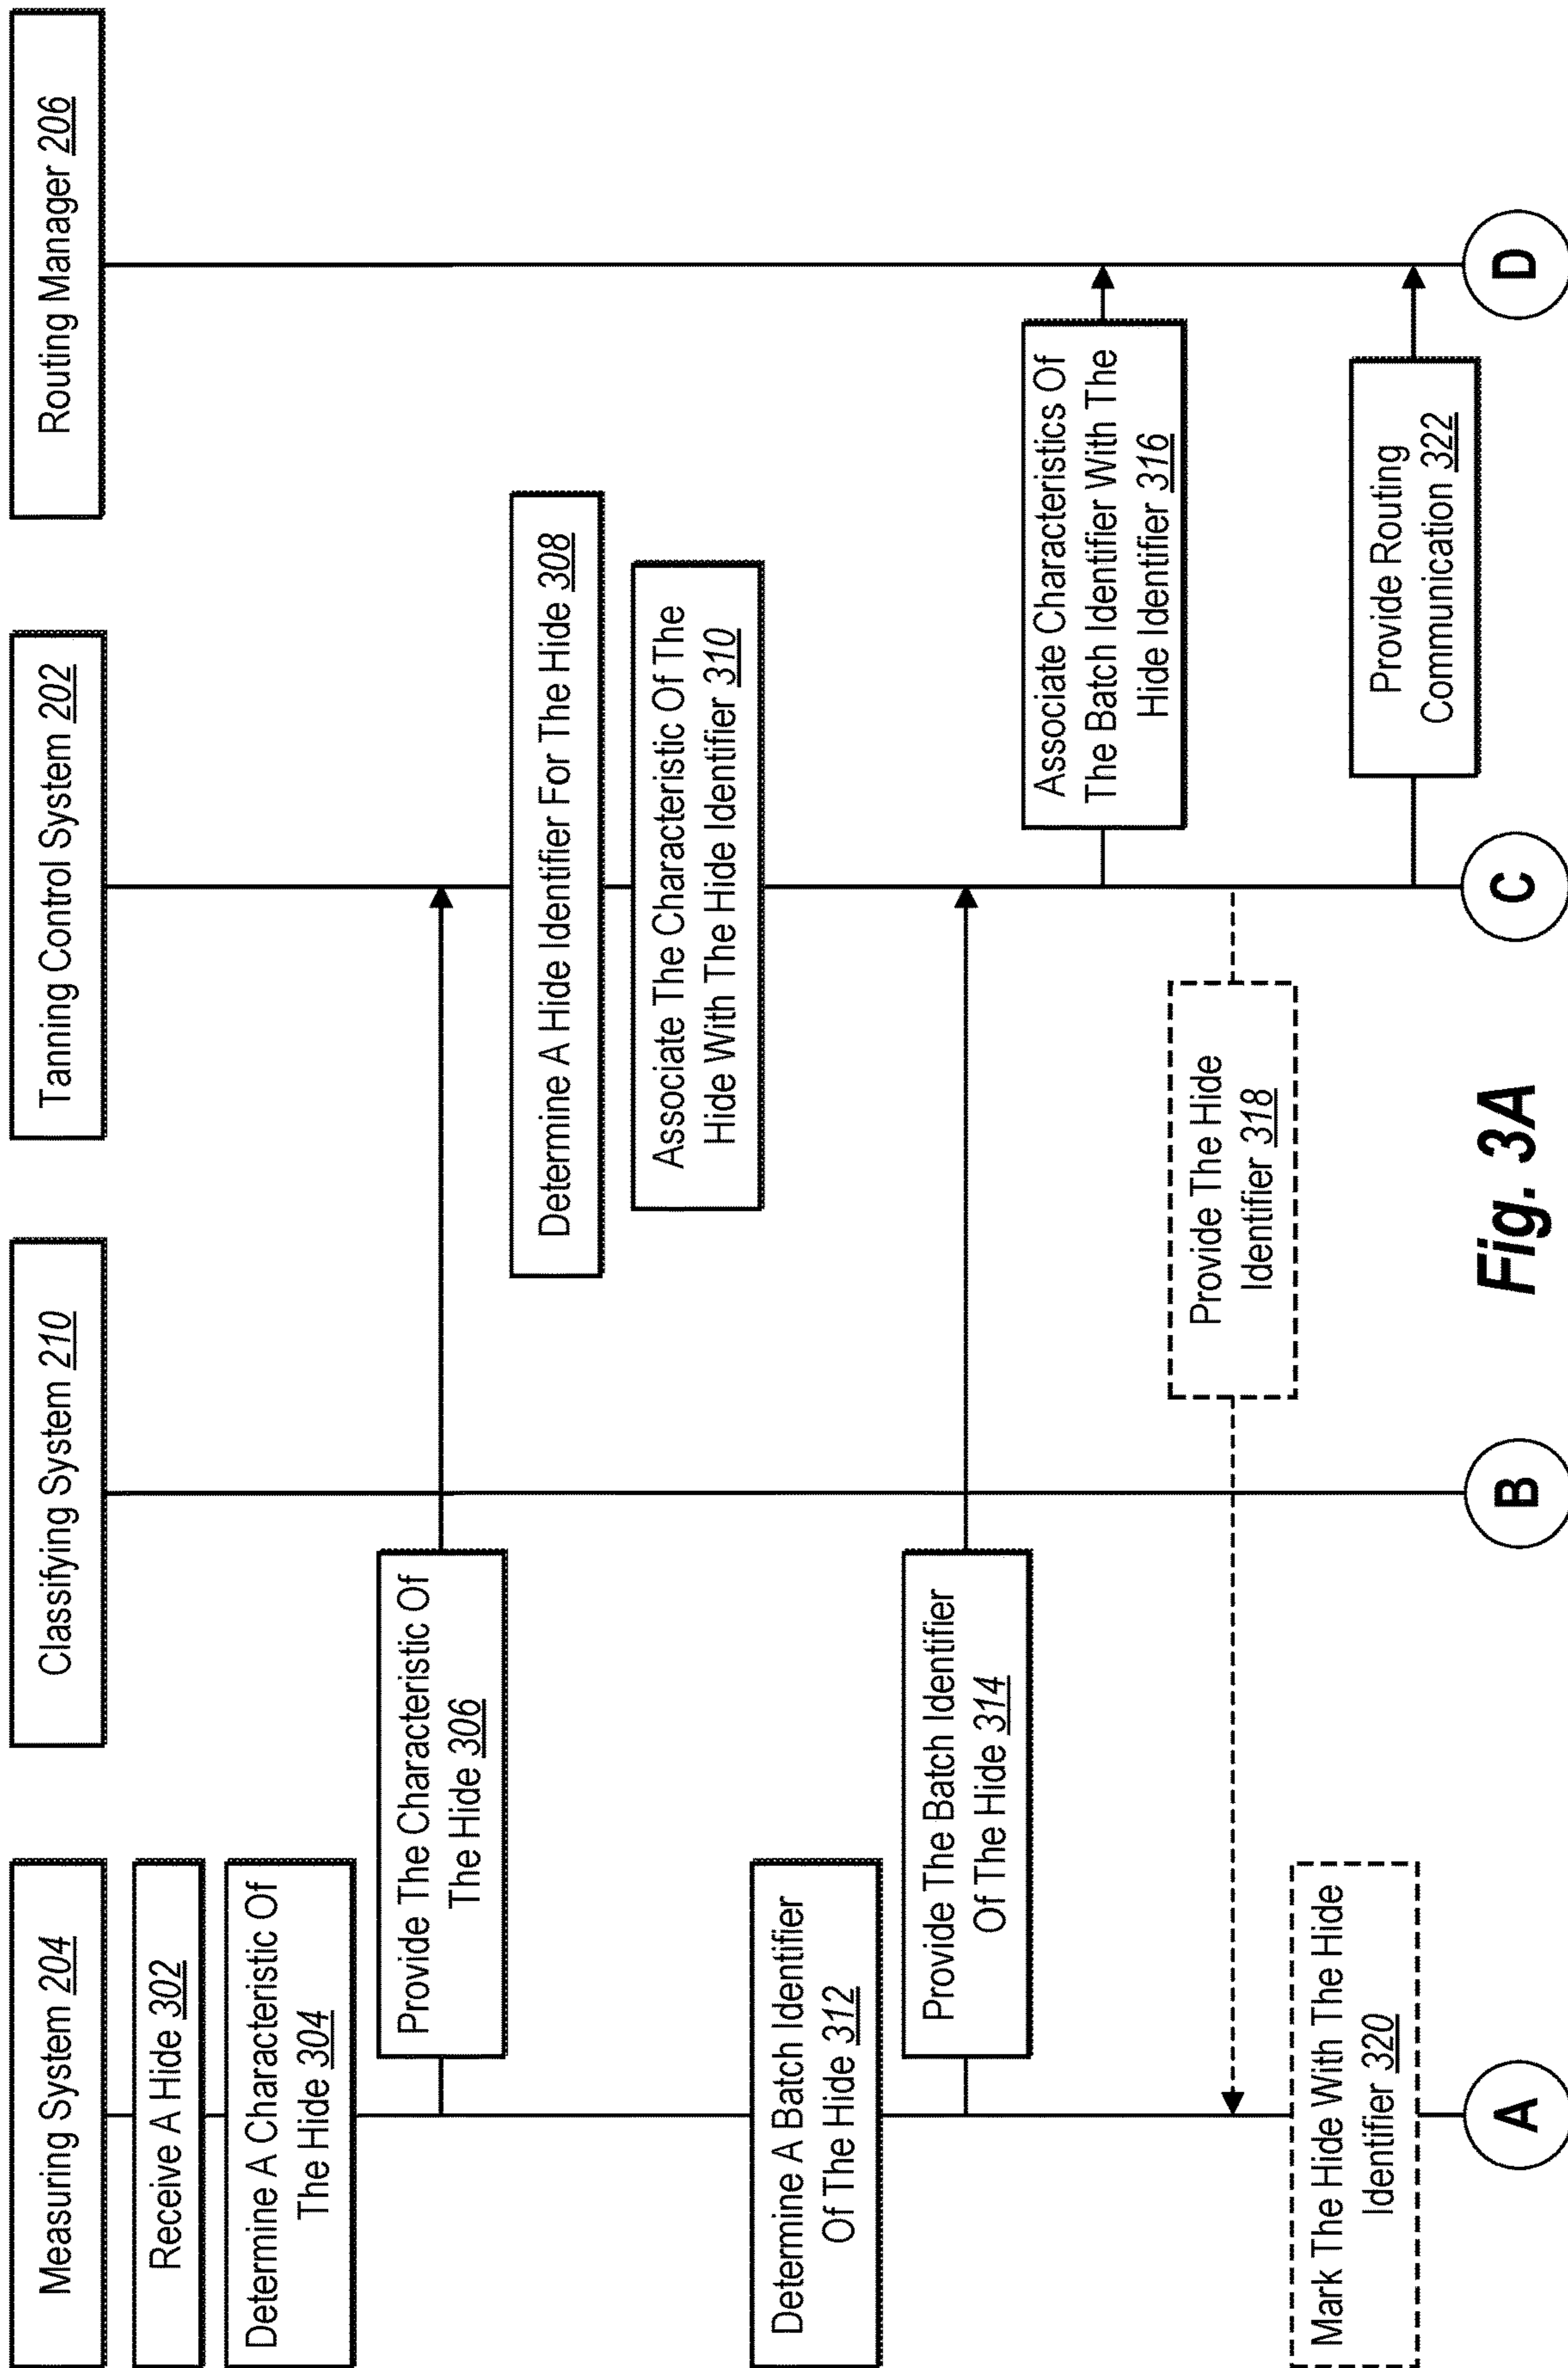 Measuring System 204
Classifying System 210
Tanning Control System 202
Routing Manager 206
Receive A Hide 302
Determine A Characteristic Of
The Hide 304
Provide The Characteristic Of
The Hide 306
Determine A Hide Identifier For The Hide 308
Associate The Characteristic Of The
Hide With The Hide Identifier 310
Determine A Batch Identifier
Of The Hide 312
Provide The Batch Identifier
Of The Hide 314
Associate Characteristics Of
The Batch Identifier With The
Hide Identifier 316
Provide The Hide
Identifier 318
Mark The Hide With The Hide
Identifier 320
Provide Routing
Communication 322
A
B
C
D
Fig. 3A